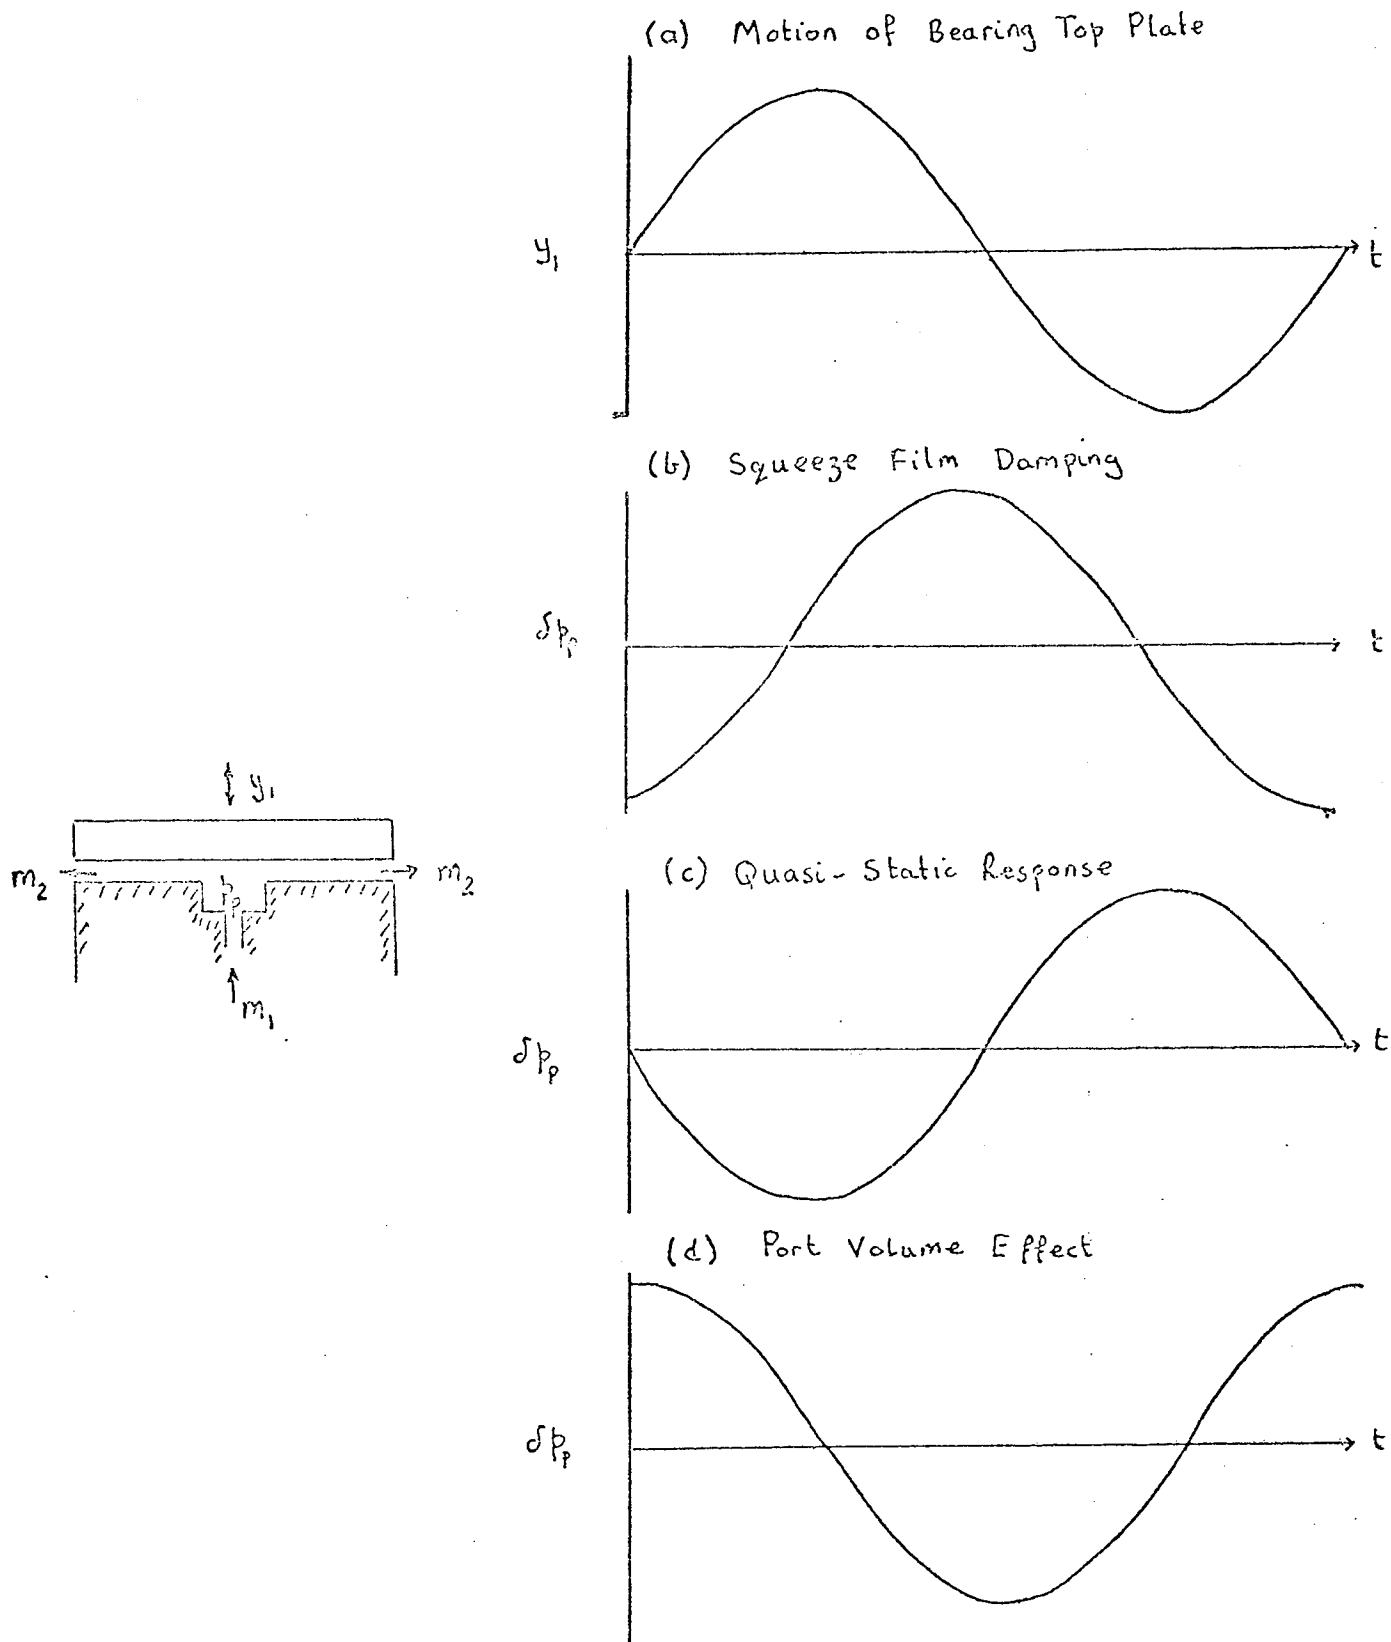 (a) Motion of Bearing Top Plate
y₁
t
(b) Squeeze Film Damping
δpₚ
t
y₁
m₂
m₂
pₚ
m₁
(c) Quasi-Static Response
δpₚ
t
(d) Port Volume Effect
δpₚ
t